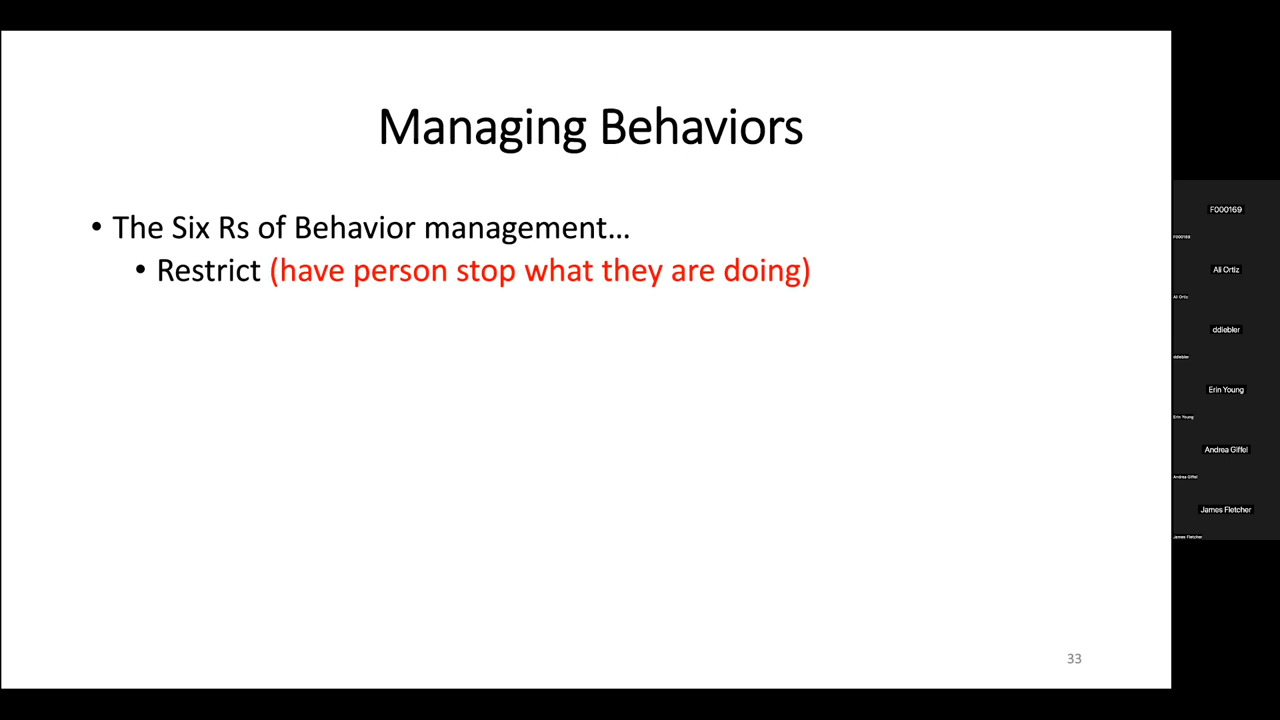 Managing Behaviors
• The Six Rs of Behavior management...
• Restrict (have person stop what they are doing)
33
F000169
F000169
Ali Ortiz
Ali Ortiz
ddiebler
ddiebler
Erin Young
Erin Young
Andrea Giffel
Andrea Giffel
James Fletcher
James Fletcher